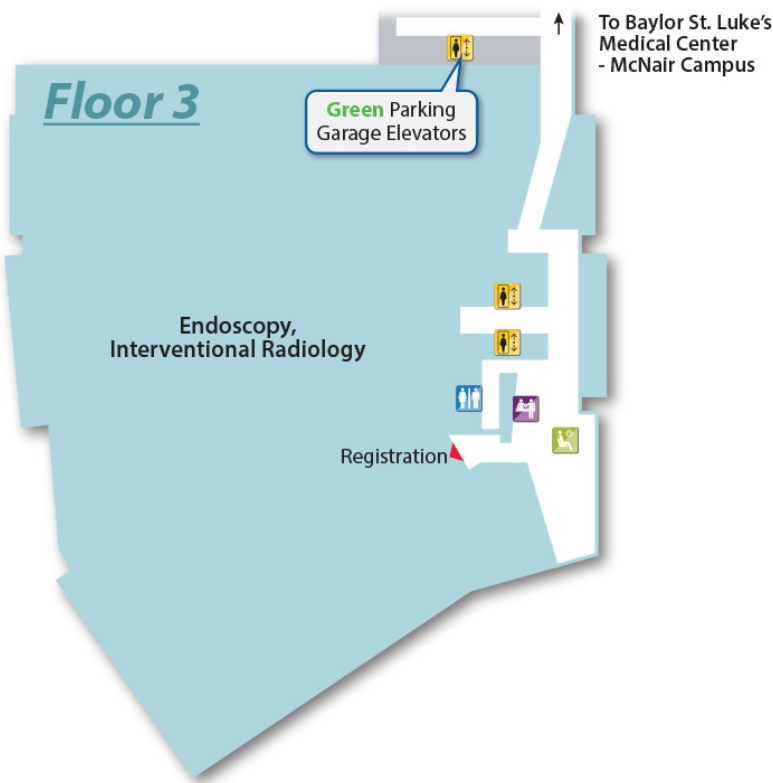 To Baylor St. Luke's
Medical Center
- McNair Campus
Floor 3
Green Parking
Garage Elevators
Endoscopy,
Interventional Radiology
Registration